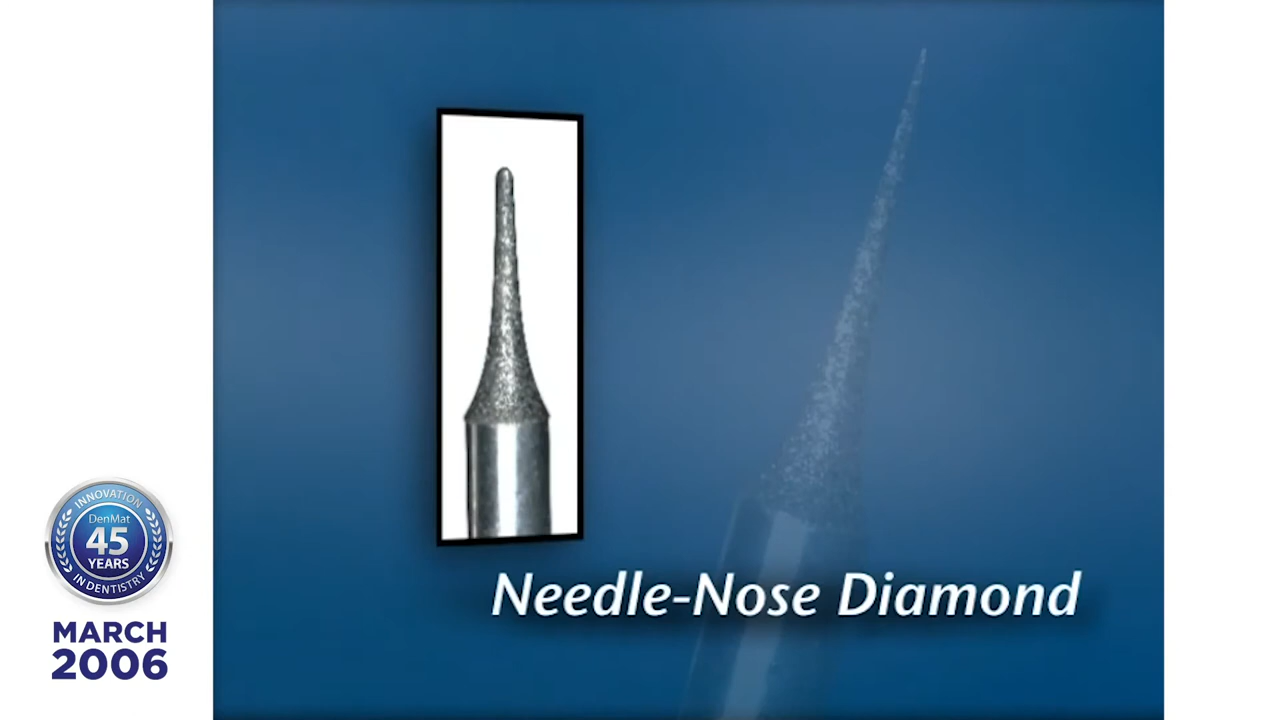 INNOVATION
DenMat
45
YEARS
IN DENTISTRY
MARCH
2006
Needle-Nose Diamond